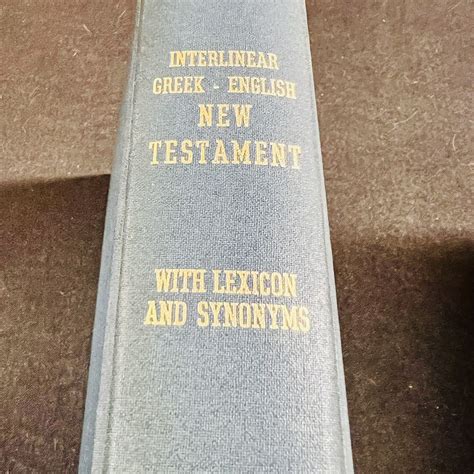 INTERLINEAR
GREEK - ENGLISH
NEW
TESTAMENT
WITH LEXICON
AND SYNONYMS